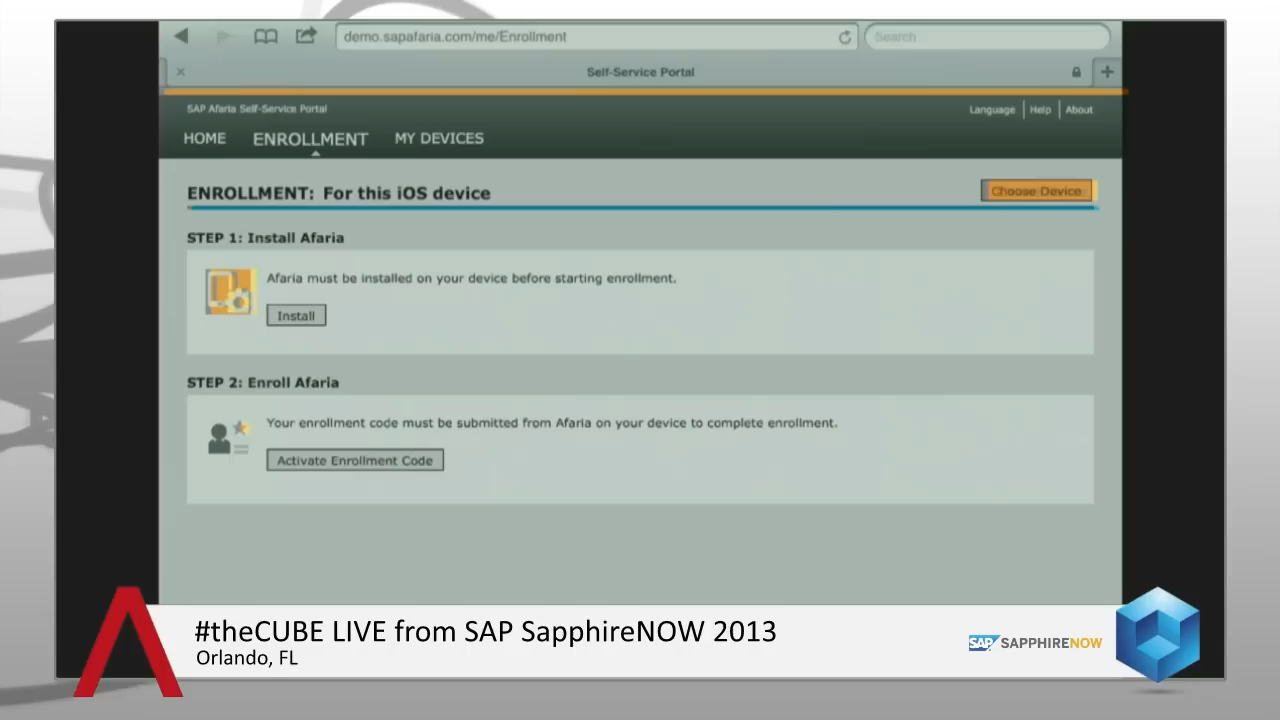 demo.sapafaria.com/me/Enrollment
Search
Self-Service Portal
SAP Afaria Self-Service Portal
Language Help About
HOME ENROLLMENT MY DEVICES
ENROLLMENT: For this iOS device
Choose Device
STEP 1: Install Afaria
Afaria must be installed on your device before starting enrollment.
Install
STEP 2: Enroll Afaria
Your enrollment code must be submitted from Afaria on your device to complete enrollment.
Activate Enrollment Code
#theCUBE LIVE from SAP SapphireNOW 2013
Orlando, FL
SAP SAPPHIRENOW